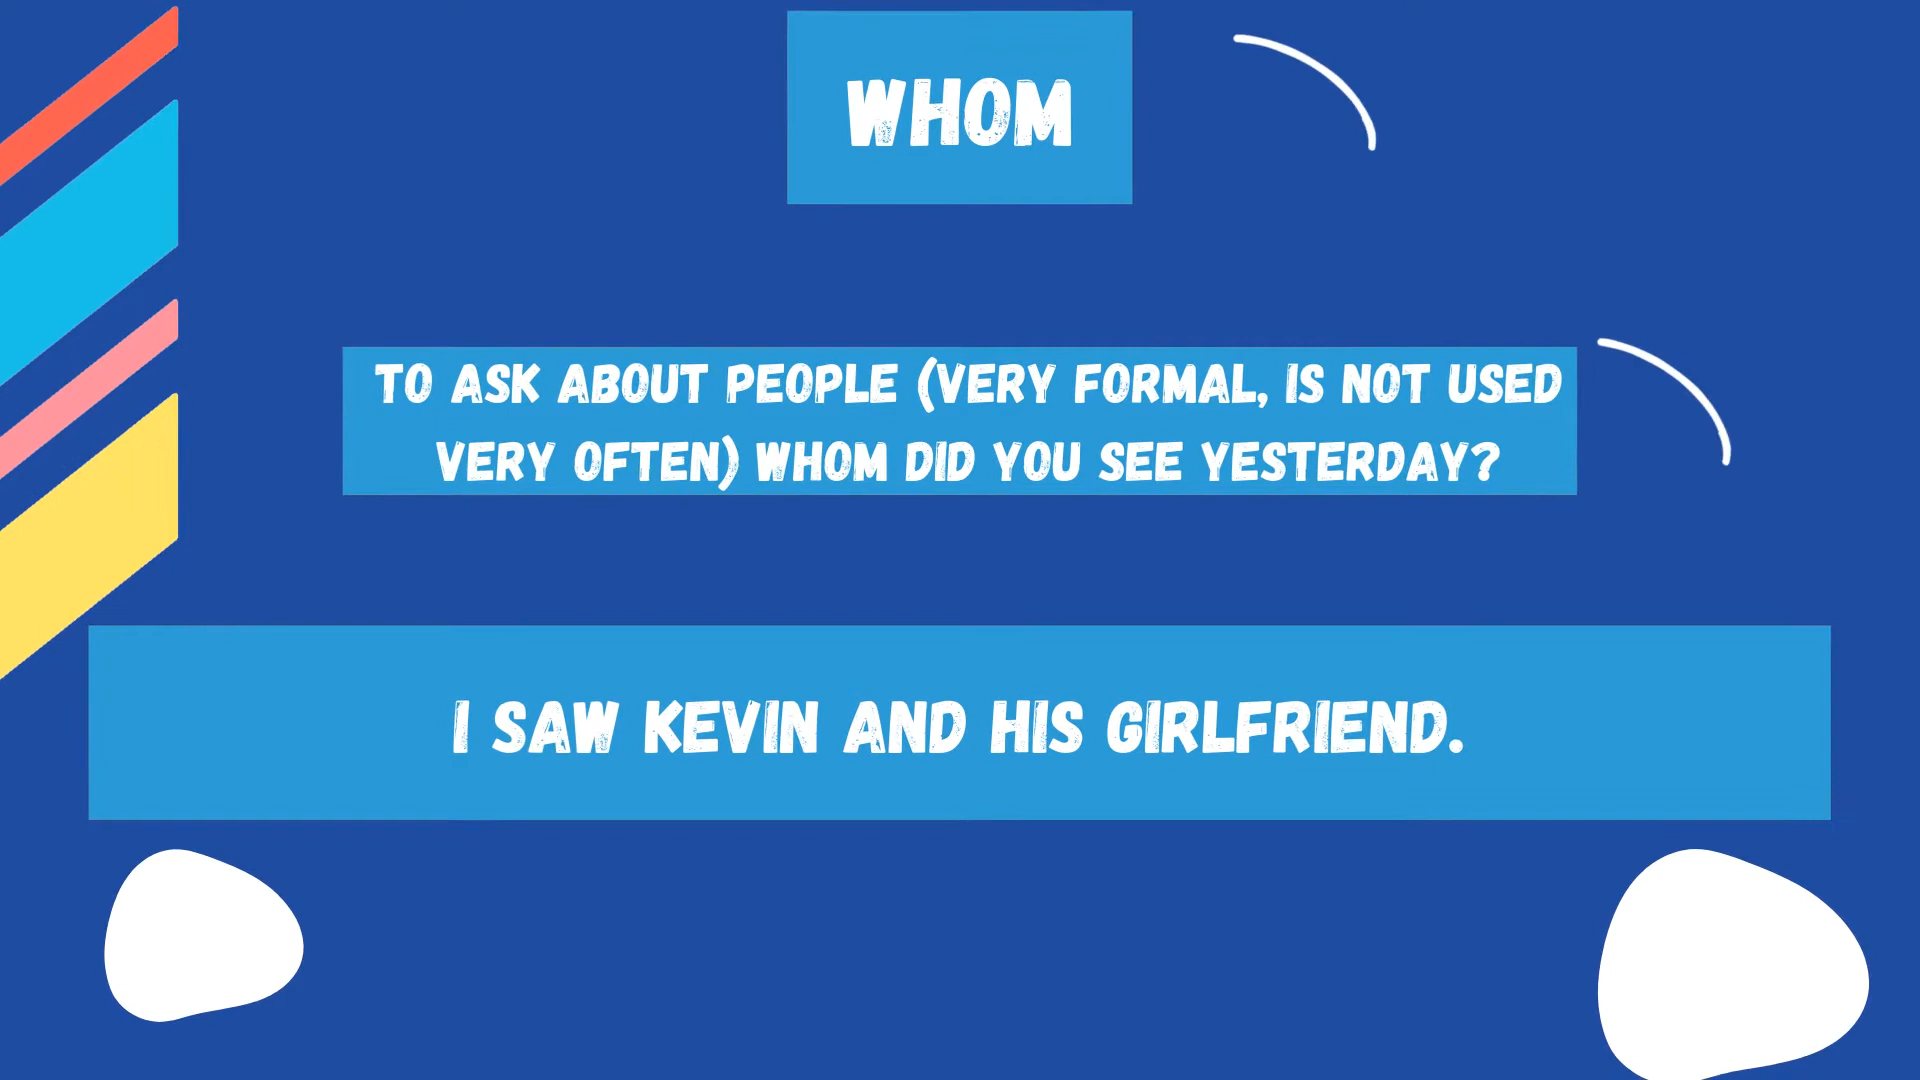 WHOM
TO ASK ABOUT PEOPLE (VERY FORMAL, IS NOT USED
VERY OFTEN) WHOM DID YOU SEE YESTERDAY?
I SAW KEVIN AND HIS GIRLFRIEND.